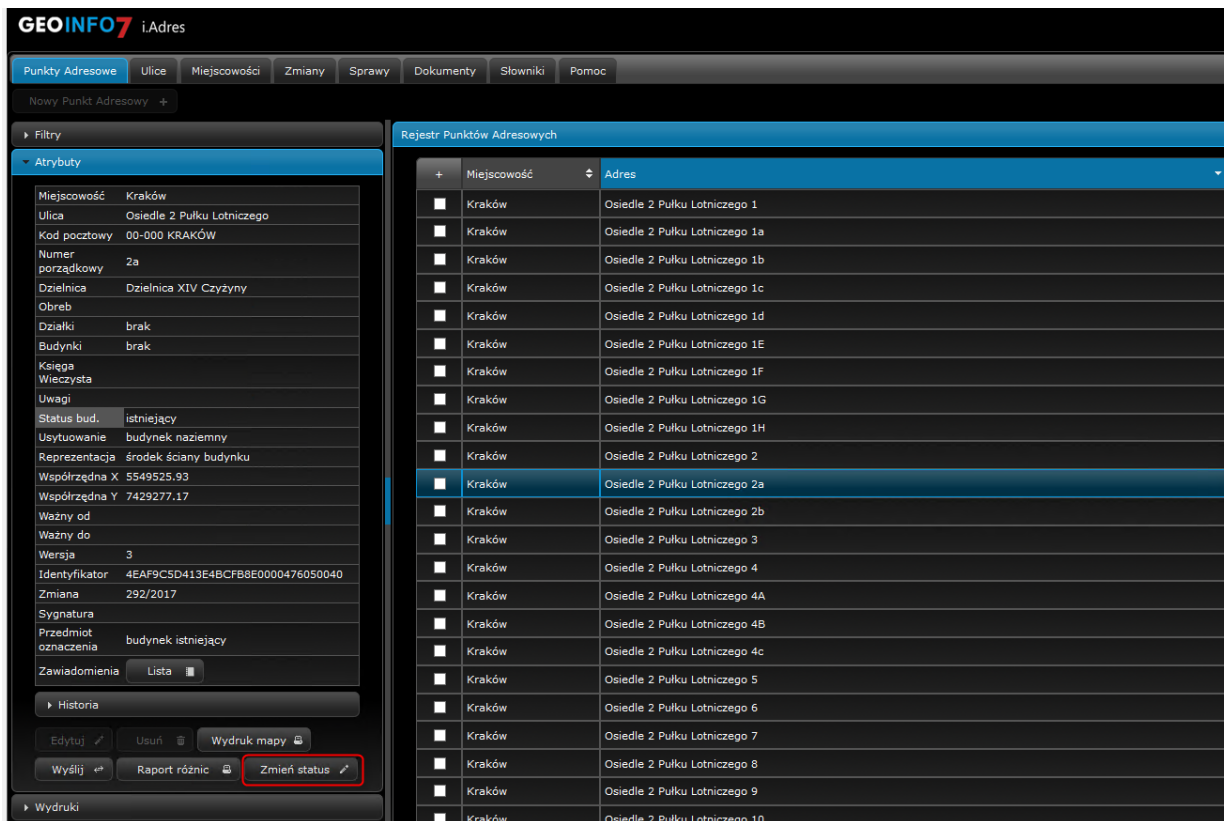 GEOINFO7 i.Adres
Punkty Adresowe Ulice Miejscowości Zmiany Sprawy Dokumenty Słowniki Pomoc
Nowy Punkt Adresowy +
Filtry
Atrybuty
Miejscowość Kraków
Ulica Osiedle 2 Pułku Lotniczego
Kod pocztowy 00-000 KRAKÓW
Numer porządkowy 2a
Dzielnica Dzielnica XIV Czyżyny
Obreb
Działki brak
Budynki brak
Księga Wieczysta
Uwagi
Status bud. istniejący
Usytuowanie budynek naziemny
Reprezentacja środek ściany budynku
Współrzędna X 5549525.93
Współrzędna Y 7429277.17
Ważny od
Ważny do
Wersja 3
Identyfikator 4EAF9C5D413E4BCFB8E0000476050040
Zmiana 292/2017
Sygnatura
Przedmiot oznaczenia budynek istniejący
Zawiadomienia Lista
Historia
Edytuj Usuń Wydruk mapy
Wyślij Raport różnic Zmień status
Wydruki
Rejestr Punktów Adresowych
+ Miejscowość Adres
Kraków Osiedle 2 Pułku Lotniczego 1
Kraków Osiedle 2 Pułku Lotniczego 1a
Kraków Osiedle 2 Pułku Lotniczego 1b
Kraków Osiedle 2 Pułku Lotniczego 1c
Kraków Osiedle 2 Pułku Lotniczego 1d
Kraków Osiedle 2 Pułku Lotniczego 1E
Kraków Osiedle 2 Pułku Lotniczego 1F
Kraków Osiedle 2 Pułku Lotniczego 1G
Kraków Osiedle 2 Pułku Lotniczego 1H
Kraków Osiedle 2 Pułku Lotniczego 2
Kraków Osiedle 2 Pułku Lotniczego 2a
Kraków Osiedle 2 Pułku Lotniczego 2b
Kraków Osiedle 2 Pułku Lotniczego 3
Kraków Osiedle 2 Pułku Lotniczego 4
Kraków Osiedle 2 Pułku Lotniczego 4A
Kraków Osiedle 2 Pułku Lotniczego 4B
Kraków Osiedle 2 Pułku Lotniczego 4c
Kraków Osiedle 2 Pułku Lotniczego 5
Kraków Osiedle 2 Pułku Lotniczego 6
Kraków Osiedle 2 Pułku Lotniczego 7
Kraków Osiedle 2 Pułku Lotniczego 8
Kraków Osiedle 2 Pułku Lotniczego 9
Kraków Osiedle 2 Pułku Lotniczego 10